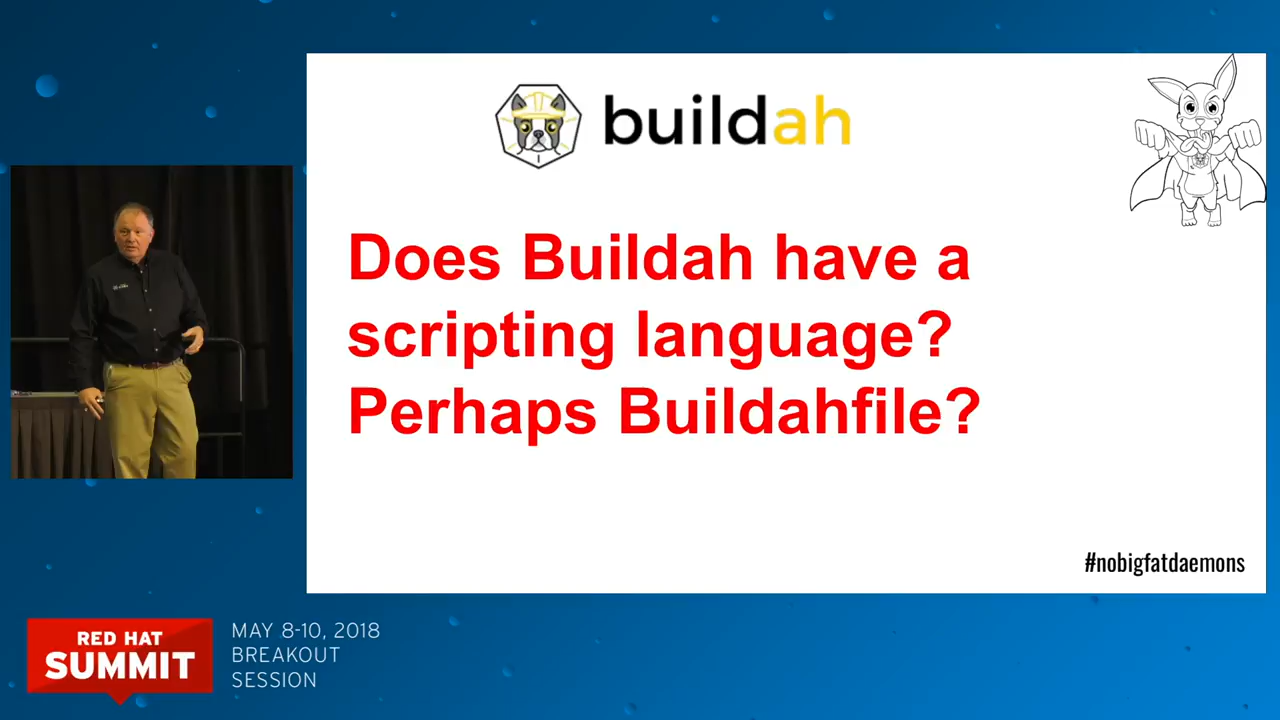 buildah
Does Buildah have a
scripting language?
Perhaps Buildahfile?
#nobigfatdaemons
RED HAT
SUMMIT
MAY 8-10, 2018
BREAKOUT
SESSION